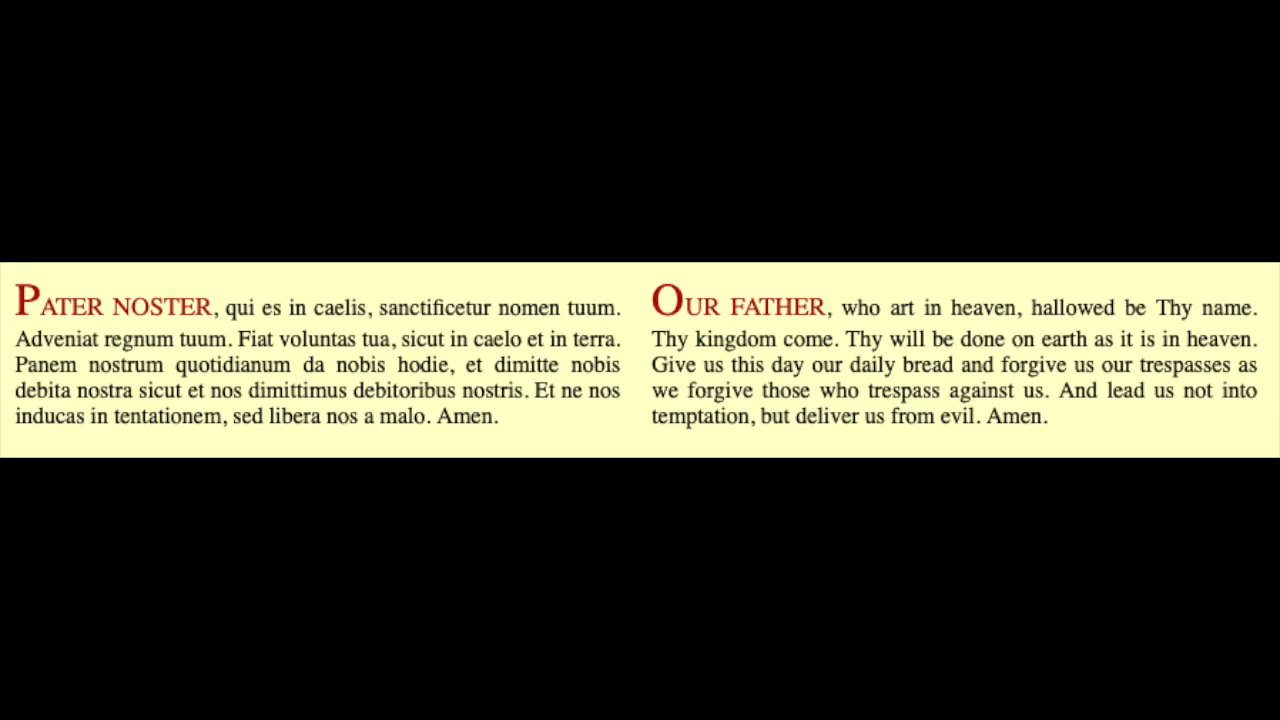 PATER NOSTER, qui es in caelis, sanctificetur nomen tuum.
Adveniat regnum tuum. Fiat voluntas tua, sicut in caelo et in terra.
Panem nostrum quotidianum da nobis hodie, et dimitte nobis
debita nostra sicut et nos dimittimus debitoribus nostris. Et ne nos
inducas in tentationem, sed libera nos a malo. Amen.
OUR FATHER, who art in heaven, hallowed be Thy name.
Thy kingdom come. Thy will be done on earth as it is in heaven.
Give us this day our daily bread and forgive us our trespasses as
we forgive those who trespass against us. And lead us not into
temptation, but deliver us from evil. Amen.